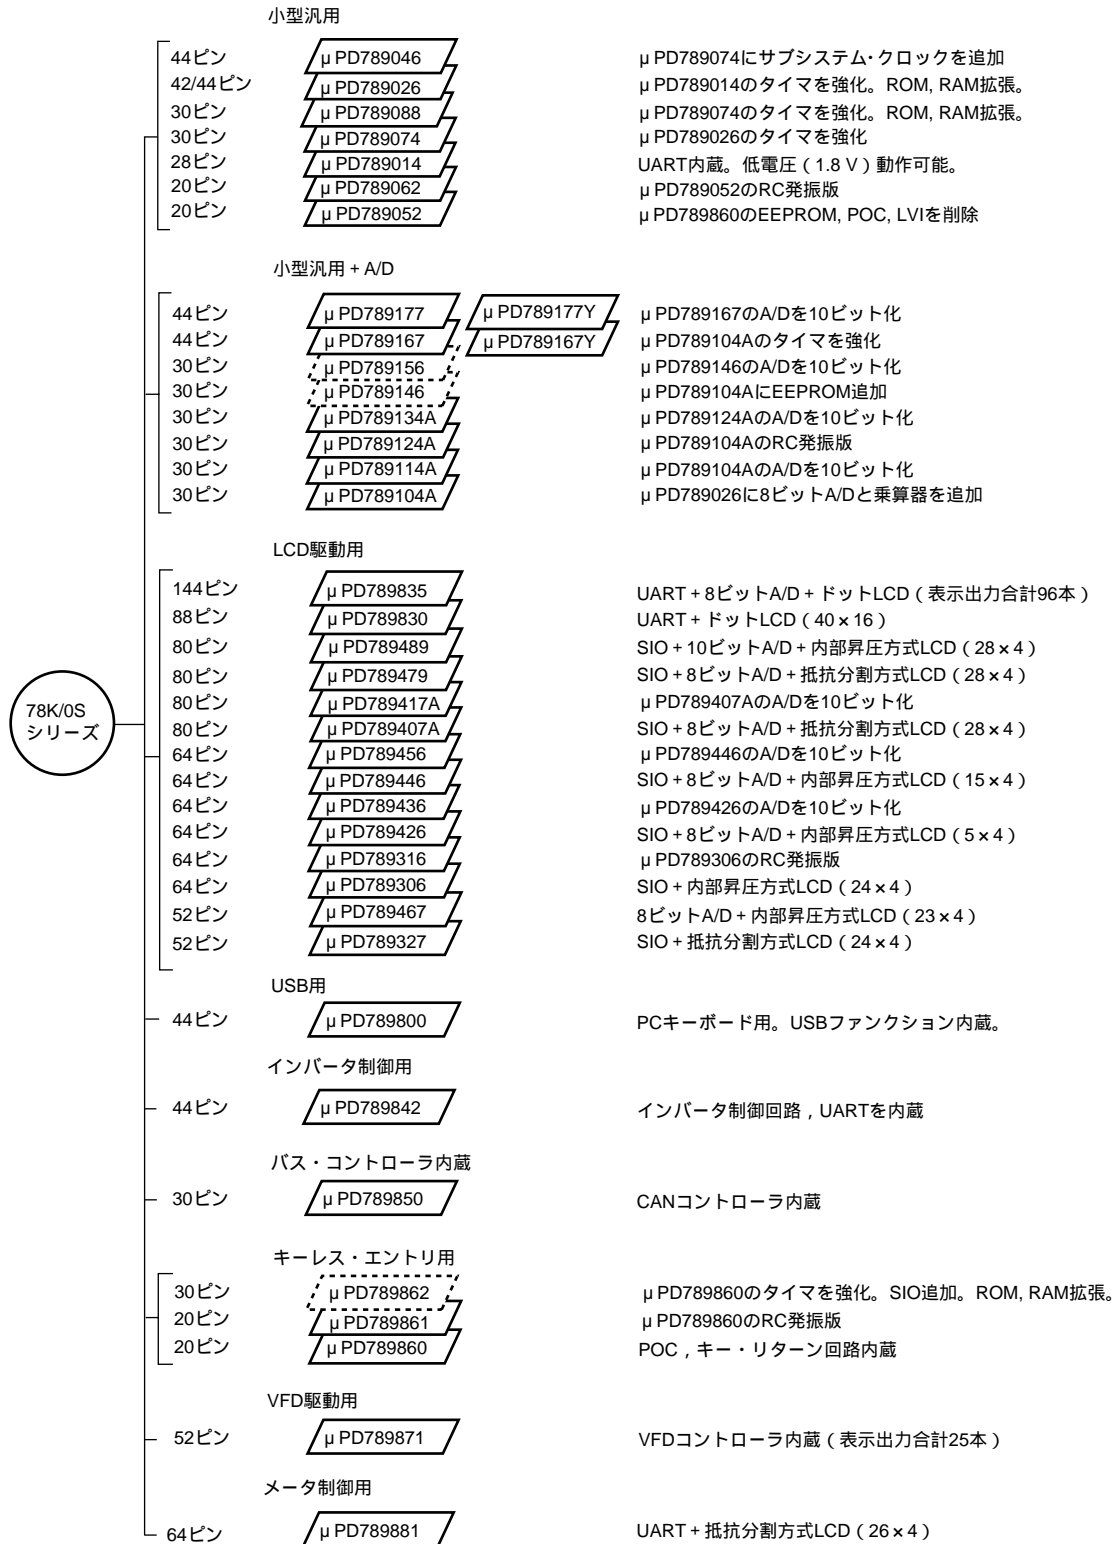 小型汎用
44ピン μPD789046 μPD789074にサブシステム・クロックを追加
42/44ピン μPD789026 μPD789014のタイマを強化。ROM, RAM拡張。
30ピン μPD789088 μPD789074のタイマを強化。ROM, RAM拡張。
30ピン μPD789074 μPD789026のタイマを強化
28ピン μPD789014 UART内蔵。低電圧（1.8 V）動作可能。
20ピン μPD789062 μPD789052のRC発振版
20ピン μPD789052 μPD789860のEEPROM, POC, LVIを削除
小型汎用 + A/D
44ピン μPD789177 μPD789177Y μPD789167のA/Dを10ビット化
44ピン μPD789167 μPD789167Y μPD789104Aのタイマを強化
30ピン μPD789156 μPD789146のA/Dを10ビット化
30ピン μPD789146 μPD789104AにEEPROM追加
30ピン μPD789134A μPD789124AのA/Dを10ビット化
30ピン μPD789124A μPD789104AのRC発振版
30ピン μPD789114A μPD789104AのA/Dを10ビット化
30ピン μPD789104A μPD789026に8ビットA/Dと乗算器を追加
LCD駆動用
144ピン μPD789835 UART + 8ビットA/D + ドットLCD（表示出力合計96本）
88ピン μPD789830 UART + ドットLCD（40×16）
80ピン μPD789489 SIO + 10ビットA/D + 内部昇圧方式LCD（28×4）
80ピン μPD789479 SIO + 8ビットA/D + 抵抗分割方式LCD（28×4）
80ピン μPD789417A μPD789407AのA/Dを10ビット化
80ピン μPD789407A SIO + 8ビットA/D + 抵抗分割方式LCD（28×4）
64ピン μPD789456 μPD789446のA/Dを10ビット化
64ピン μPD789446 SIO + 8ビットA/D + 内部昇圧方式LCD（15×4）
64ピン μPD789436 μPD789426のA/Dを10ビット化
64ピン μPD789426 SIO + 8ビットA/D + 内部昇圧方式LCD（5×4）
64ピン μPD789316 μPD789306のRC発振版
64ピン μPD789306 SIO + 内部昇圧方式LCD（24×4）
52ピン μPD789467 8ビットA/D + 内部昇圧方式LCD（23×4）
52ピン μPD789327 SIO + 抵抗分割方式LCD（24×4）
78K/0S
シリーズ
USB用
44ピン μPD789800 PCキーボード用。USBファンクション内蔵。
インバータ制御用
44ピン μPD789842 インバータ制御回路，UARTを内蔵
バス・コントローラ内蔵
30ピン μPD789850 CANコントローラ内蔵
キーレス・エントリ用
30ピン μPD789862 μPD789860のタイマを強化。SIO追加。ROM, RAM拡張。
20ピン μPD789861 μPD789860のRC発振版
20ピン μPD789860 POC，キー・リターン回路内蔵
VFD駆動用
52ピン μPD789871 VFDコントローラ内蔵（表示出力合計25本）
メータ制御用
64ピン μPD789881 UART + 抵抗分割方式LCD（26×4）